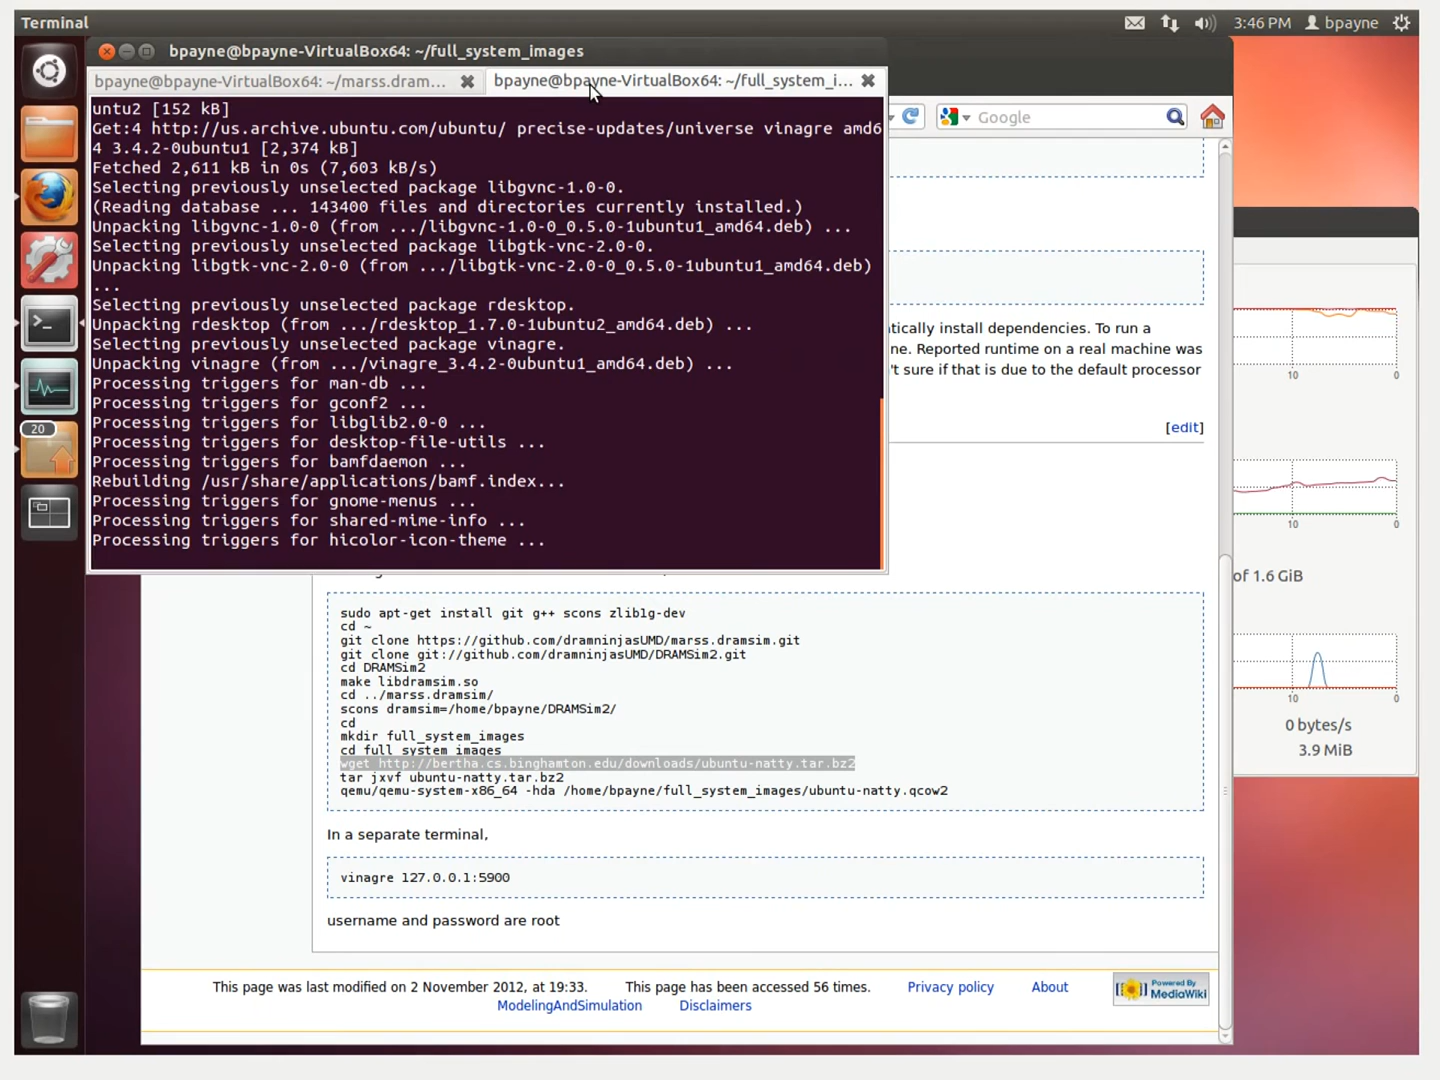 Terminal
3:46 PM
bpayne
bpayne@bpayne-VirtualBox64: ~/full_system_images
bpayne@bpayne-VirtualBox64: ~/marss.dram...
bpayne@bpayne-VirtualBox64: ~/full_system_i...
untu2 [152 kB]
Get:4 http://us.archive.ubuntu.com/ubuntu/ precise-updates/universe vinagre amd6
4 3.4.2-0ubuntu1 [2,374 kB]
Fetched 2,611 kB in 0s (7,603 kB/s)
Selecting previously unselected package libgvnc-1.0-0.
(Reading database ... 143400 files and directories currently installed.)
Unpacking libgvnc-1.0-0 (from .../libgvnc-1.0-0_0.5.0-1ubuntu1_amd64.deb) ...
Selecting previously unselected package libgtk-vnc-2.0-0.
Unpacking libgtk-vnc-2.0-0 (from .../libgtk-vnc-2.0-0_0.5.0-1ubuntu1_amd64.deb)
...
Selecting previously unselected package rdesktop.
Unpacking rdesktop (from .../rdesktop_1.7.0-1ubuntu2_amd64.deb) ...
Selecting previously unselected package vinagre.
Unpacking vinagre (from .../vinagre_3.4.2-0ubuntu1_amd64.deb) ...
Processing triggers for man-db ...
Processing triggers for gconf2 ...
Processing triggers for libglib2.0-0 ...
Processing triggers for desktop-file-utils ...
Processing triggers for bamfdaemon ...
Rebuilding /usr/share/applications/bamf.index...
Processing triggers for gnome-menus ...
Processing triggers for shared-mime-info ...
Processing triggers for hicolor-icon-theme ...
20
Google
tically install dependencies. To run a
ne. Reported runtime on a real machine was
't sure if that is due to the default processor
[edit]
10
0
10
0
of 1.6 GiB
10
0
0 bytes/s
3.9 MiB
sudo apt-get install git g++ scons zlib1g-dev
cd ~
git clone https://github.com/dramninjasUMD/marss.dramsim.git
git clone git://github.com/dramninjasUMD/DRAMSim2.git
cd DRAMSim2
make libdramsim.so
cd ../marss.dramsim/
scons dramsim=/home/bpayne/DRAMSim2/
cd
mkdir full_system_images
cd full_system_images
wget http://bertha.cs.binghamton.edu/downloads/ubuntu-natty.tar.bz2
tar jxvf ubuntu-natty.tar.bz2
qemu/qemu-system-x86_64 -hda /home/bpayne/full_system_images/ubuntu-natty.qcow2
In a separate terminal,
vinagre 127.0.0.1:5900
username and password are root
This page was last modified on 2 November 2012, at 19:33.
This page has been accessed 56 times.
Privacy policy
About
ModelingAndSimulation
Disclaimers
Powered By
MediaWiki